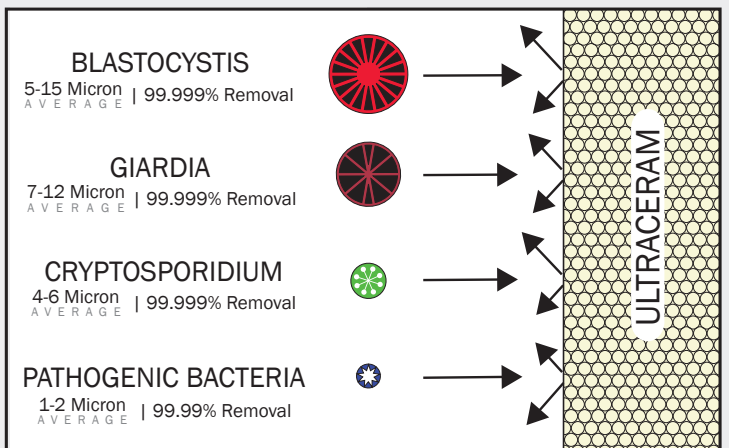 BLASTOCYSTIS
5-15 Micron | 99.999% Removal
AVERAGE
GIARDIA
7-12 Micron | 99.999% Removal
AVERAGE
CRYPTOSPORIDIUM
4-6 Micron | 99.999% Removal
AVERAGE
PATHOGENIC BACTERIA
1-2 Micron | 99.99% Removal
AVERAGE
ULTRACERAM